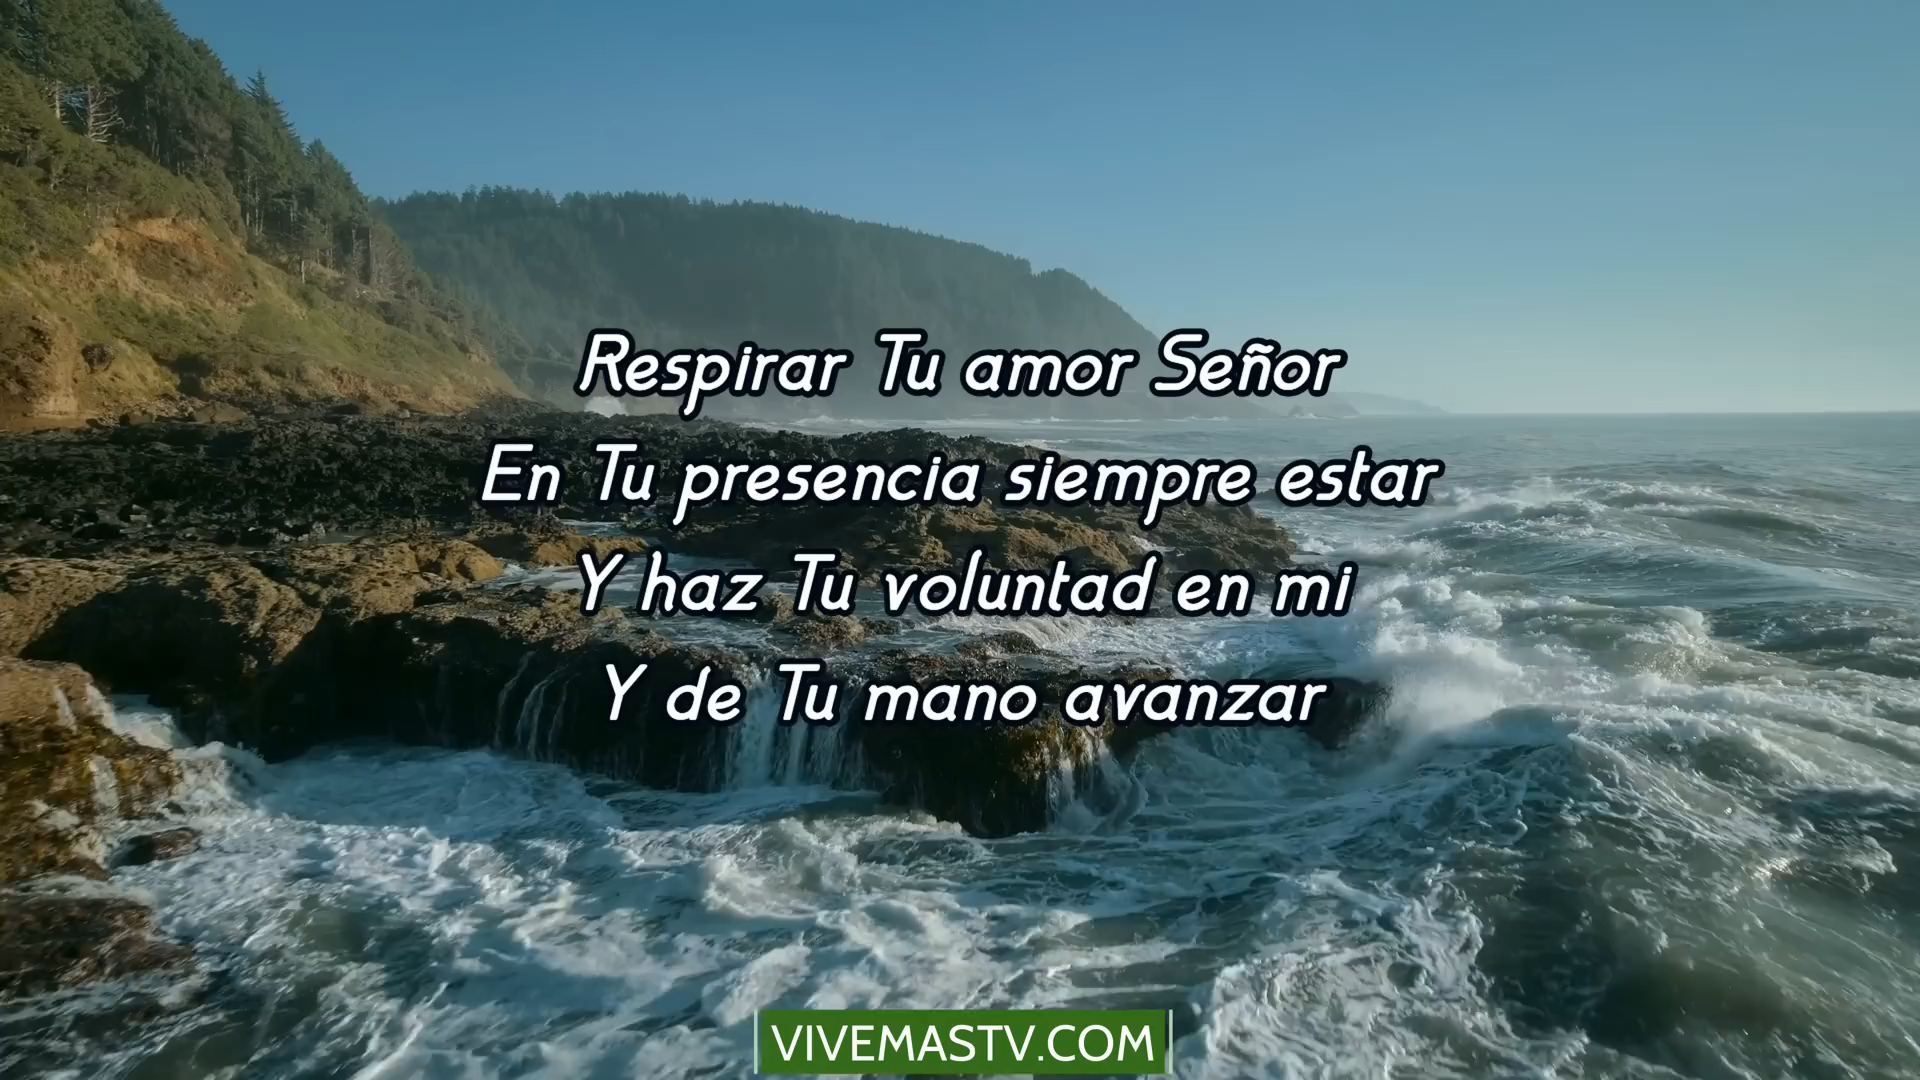 Respirar Tu amor Señor
En Tu presencia siempre estar
Y haz Tu voluntad en mi
Y de Tu mano avanzar
VIVEMASTV.COM